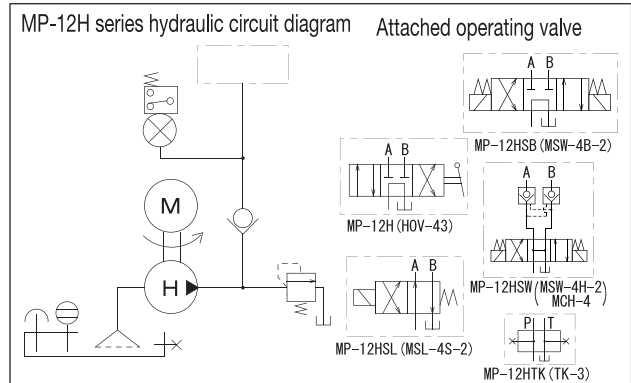 MP-12H series hydraulic circuit diagram
Attached operating valve
M
H
A B
MP-12HSB (MSW-4B-2)
A B
MP-12H (HOV-43)
A B
MP-12HSW (MSW-4H-2)
MCH-4
A B
MP-12HSL (MSL-4S-2)
P T
MP-12HTK (TK-3)